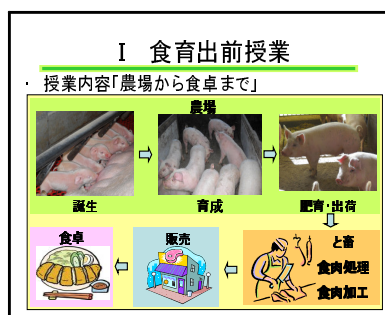 Ⅰ 食育出前授業
・ 授業内容「農場から食卓まで」
農場
誕生
育成
肥育・出荷
と畜
食肉処理
食肉加工
販売
食卓